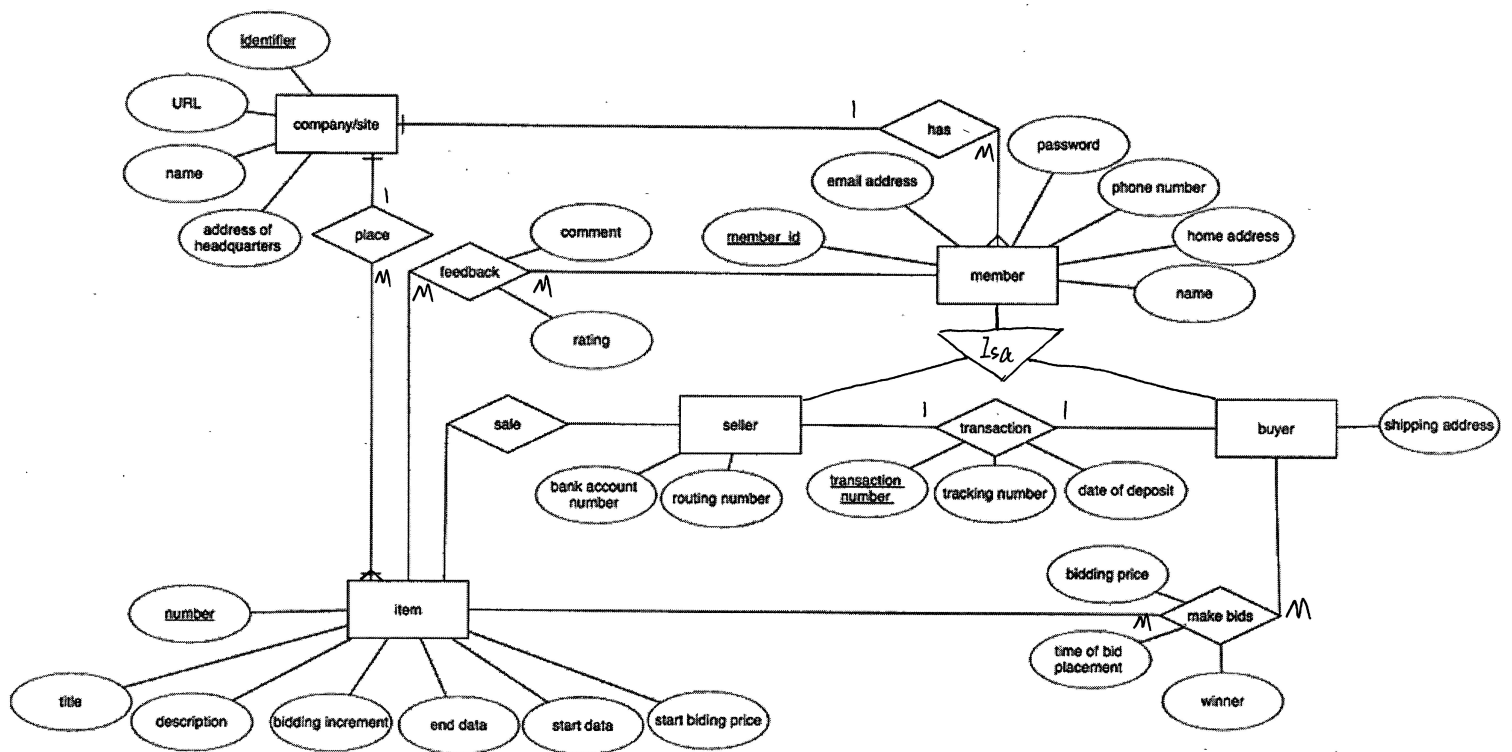 identifier
URL
company/site
name
address of
headquarters
1
has
M
password
email address
phone number
member_id
home address
member
name
1
place
M
comment
feedback
M
M
rating
Isa
sale
seller
1
transaction
1
buyer
shipping address
bank account
number
routing number
transaction
number
tracking number
date of deposit
bidding price
make bids
M
M
time of bid
placement
winner
number
item
title
description
bidding increment
end data
start data
start biding price